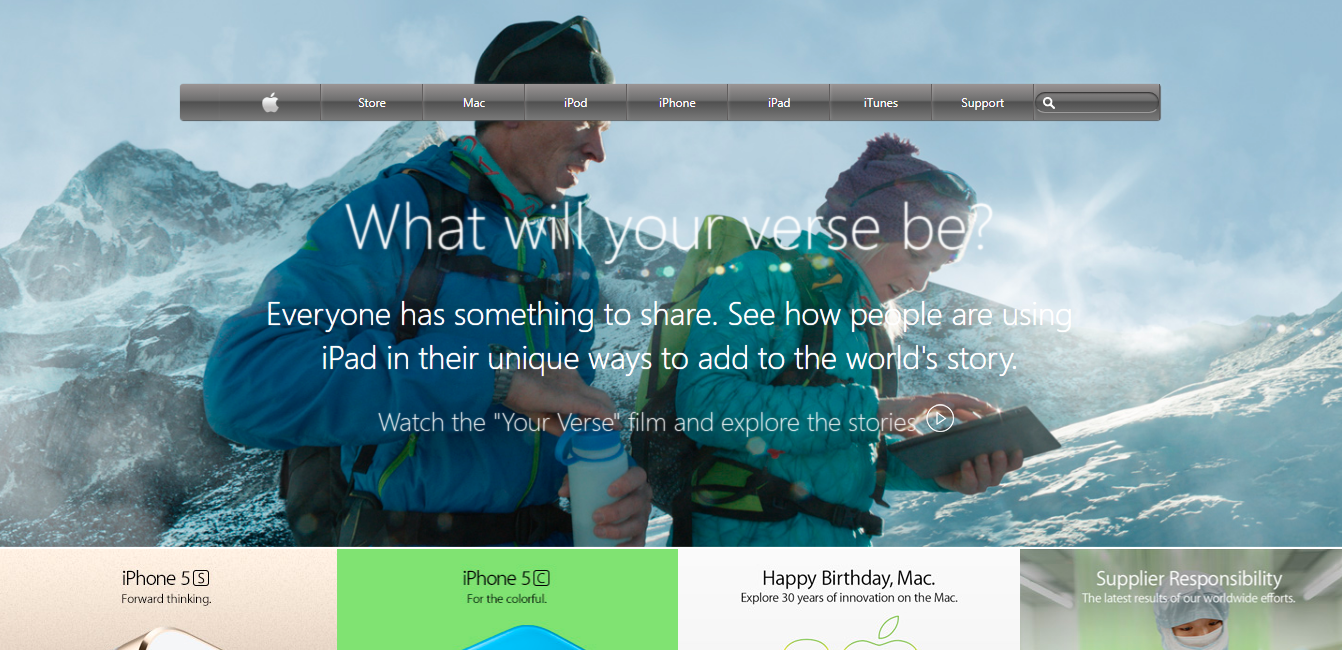 Store Mac iPod iPhone iPad iTunes Support
What will your verse be?
Everyone has something to share. See how people are using
iPad in their unique ways to add to the world's story.
Watch the "Your Verse" film and explore the stories
iPhone 5S
Forward thinking.
iPhone 5C
For the colorful.
Happy Birthday, Mac.
Explore 30 years of innovation on the Mac.
Supplier Responsibility
The latest results of our worldwide efforts.